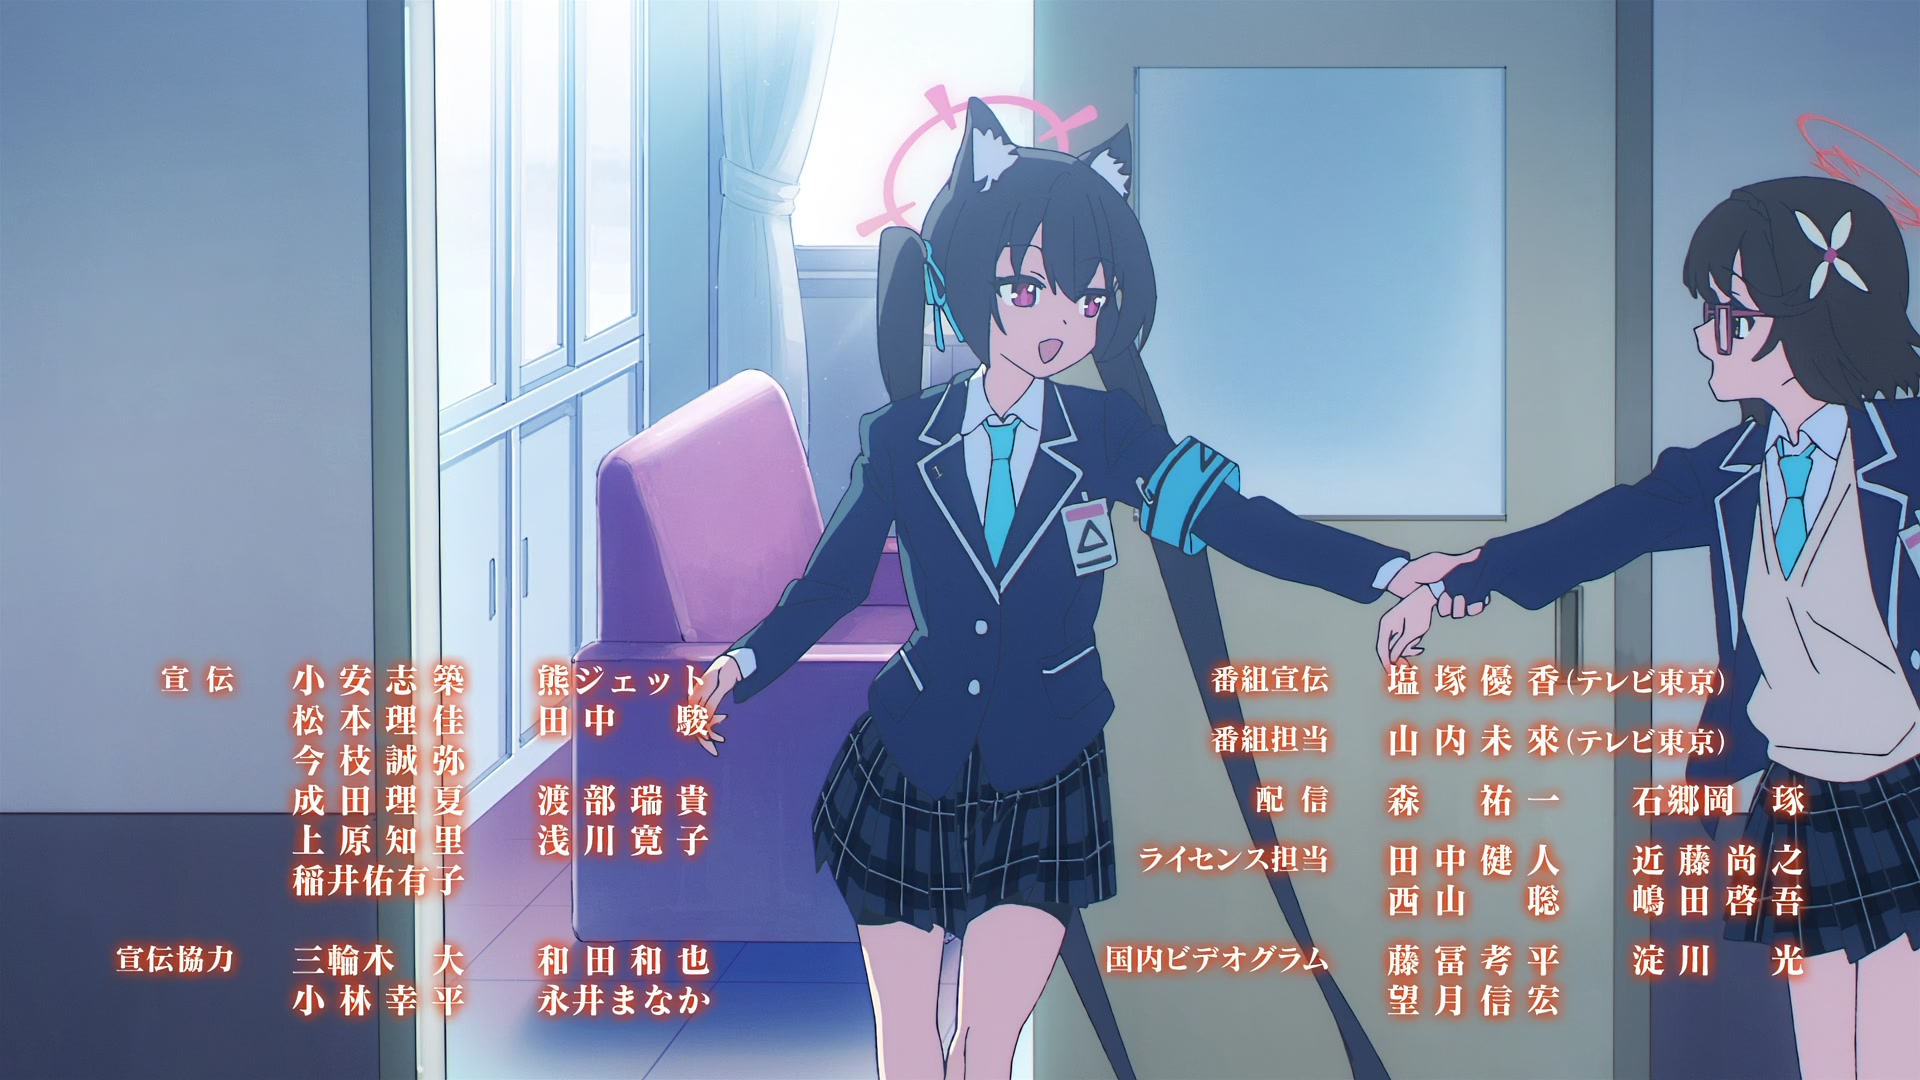 宣伝 小安志築 熊ジェット
松本理佳 田中 駿
今枝誠弥
成田理夏 渡部瑞貴
上原知里 浅川寛子
稲井佑有子
宣伝協力 三輪木 大 和田和也
小林幸平 永井まなか
番組宣伝 塩塚優香(テレビ東京)
番組担当 山内未來(テレビ東京)
配信 森 祐一 石郷岡 琢
ライセンス担当 田中健人 近藤尚之
西山 聡 嶋田啓吾
国内ビデオグラム 藤冨考平 淀川 光
望月信宏